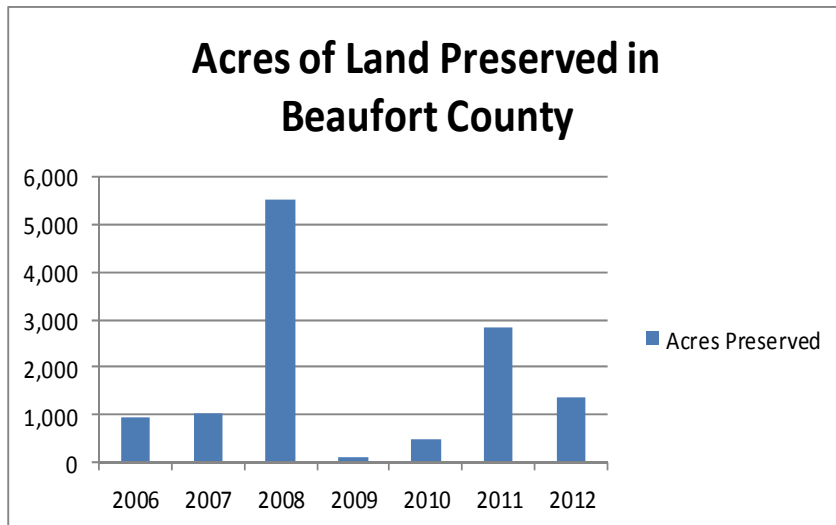 Acres of Land Preserved in
Beaufort County
6,000
5,000
4,000
3,000
2,000
1,000
0
Acres Preserved
2006 2007 2008 2009 2010 2011 2012